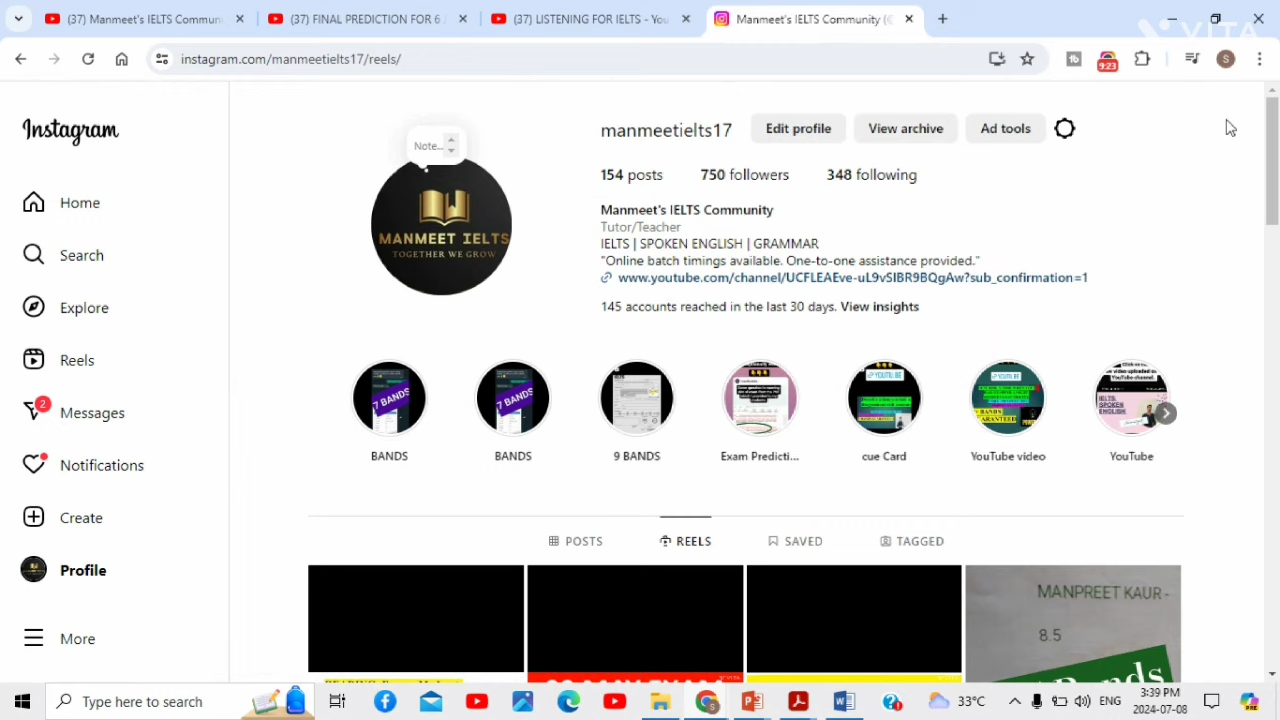 (37) Manmeet's IELTS Commun
(37) FINAL PREDICTION FOR 6
(37) LISTENING FOR IELTS - You
Manmeet's IELTS Community (@
VITA
instagram.com/manmeetielts17/reels/
9:23
S
Instagram
Home
Search
Explore
Reels
2
Messages
Notifications
Create
Profile
More
Note...
MANMEET IELTS
TOGETHER WE GROW
manmeetielts17
Edit profile
View archive
Ad tools
154 posts
750 followers
348 following
Manmeet's IELTS Community
Tutor/Teacher
IELTS | SPOKEN ENGLISH | GRAMMAR
"Online batch timings available. One-to-one assistance provided."
www.youtube.com/channel/UCFLEAEve-uL9vSIBR9BQgAw?sub_confirmation=1
145 accounts reached in the last 30 days. View insights
BANDS
BANDS
9 BANDS
Exam Predicti...
cue Card
YouTube video
YouTube
POSTS
REELS
SAVED
TAGGED
MANPREET KAUR -
8.5
Bands
Type here to search
33°C
ENG
3:39 PM
2024-07-08